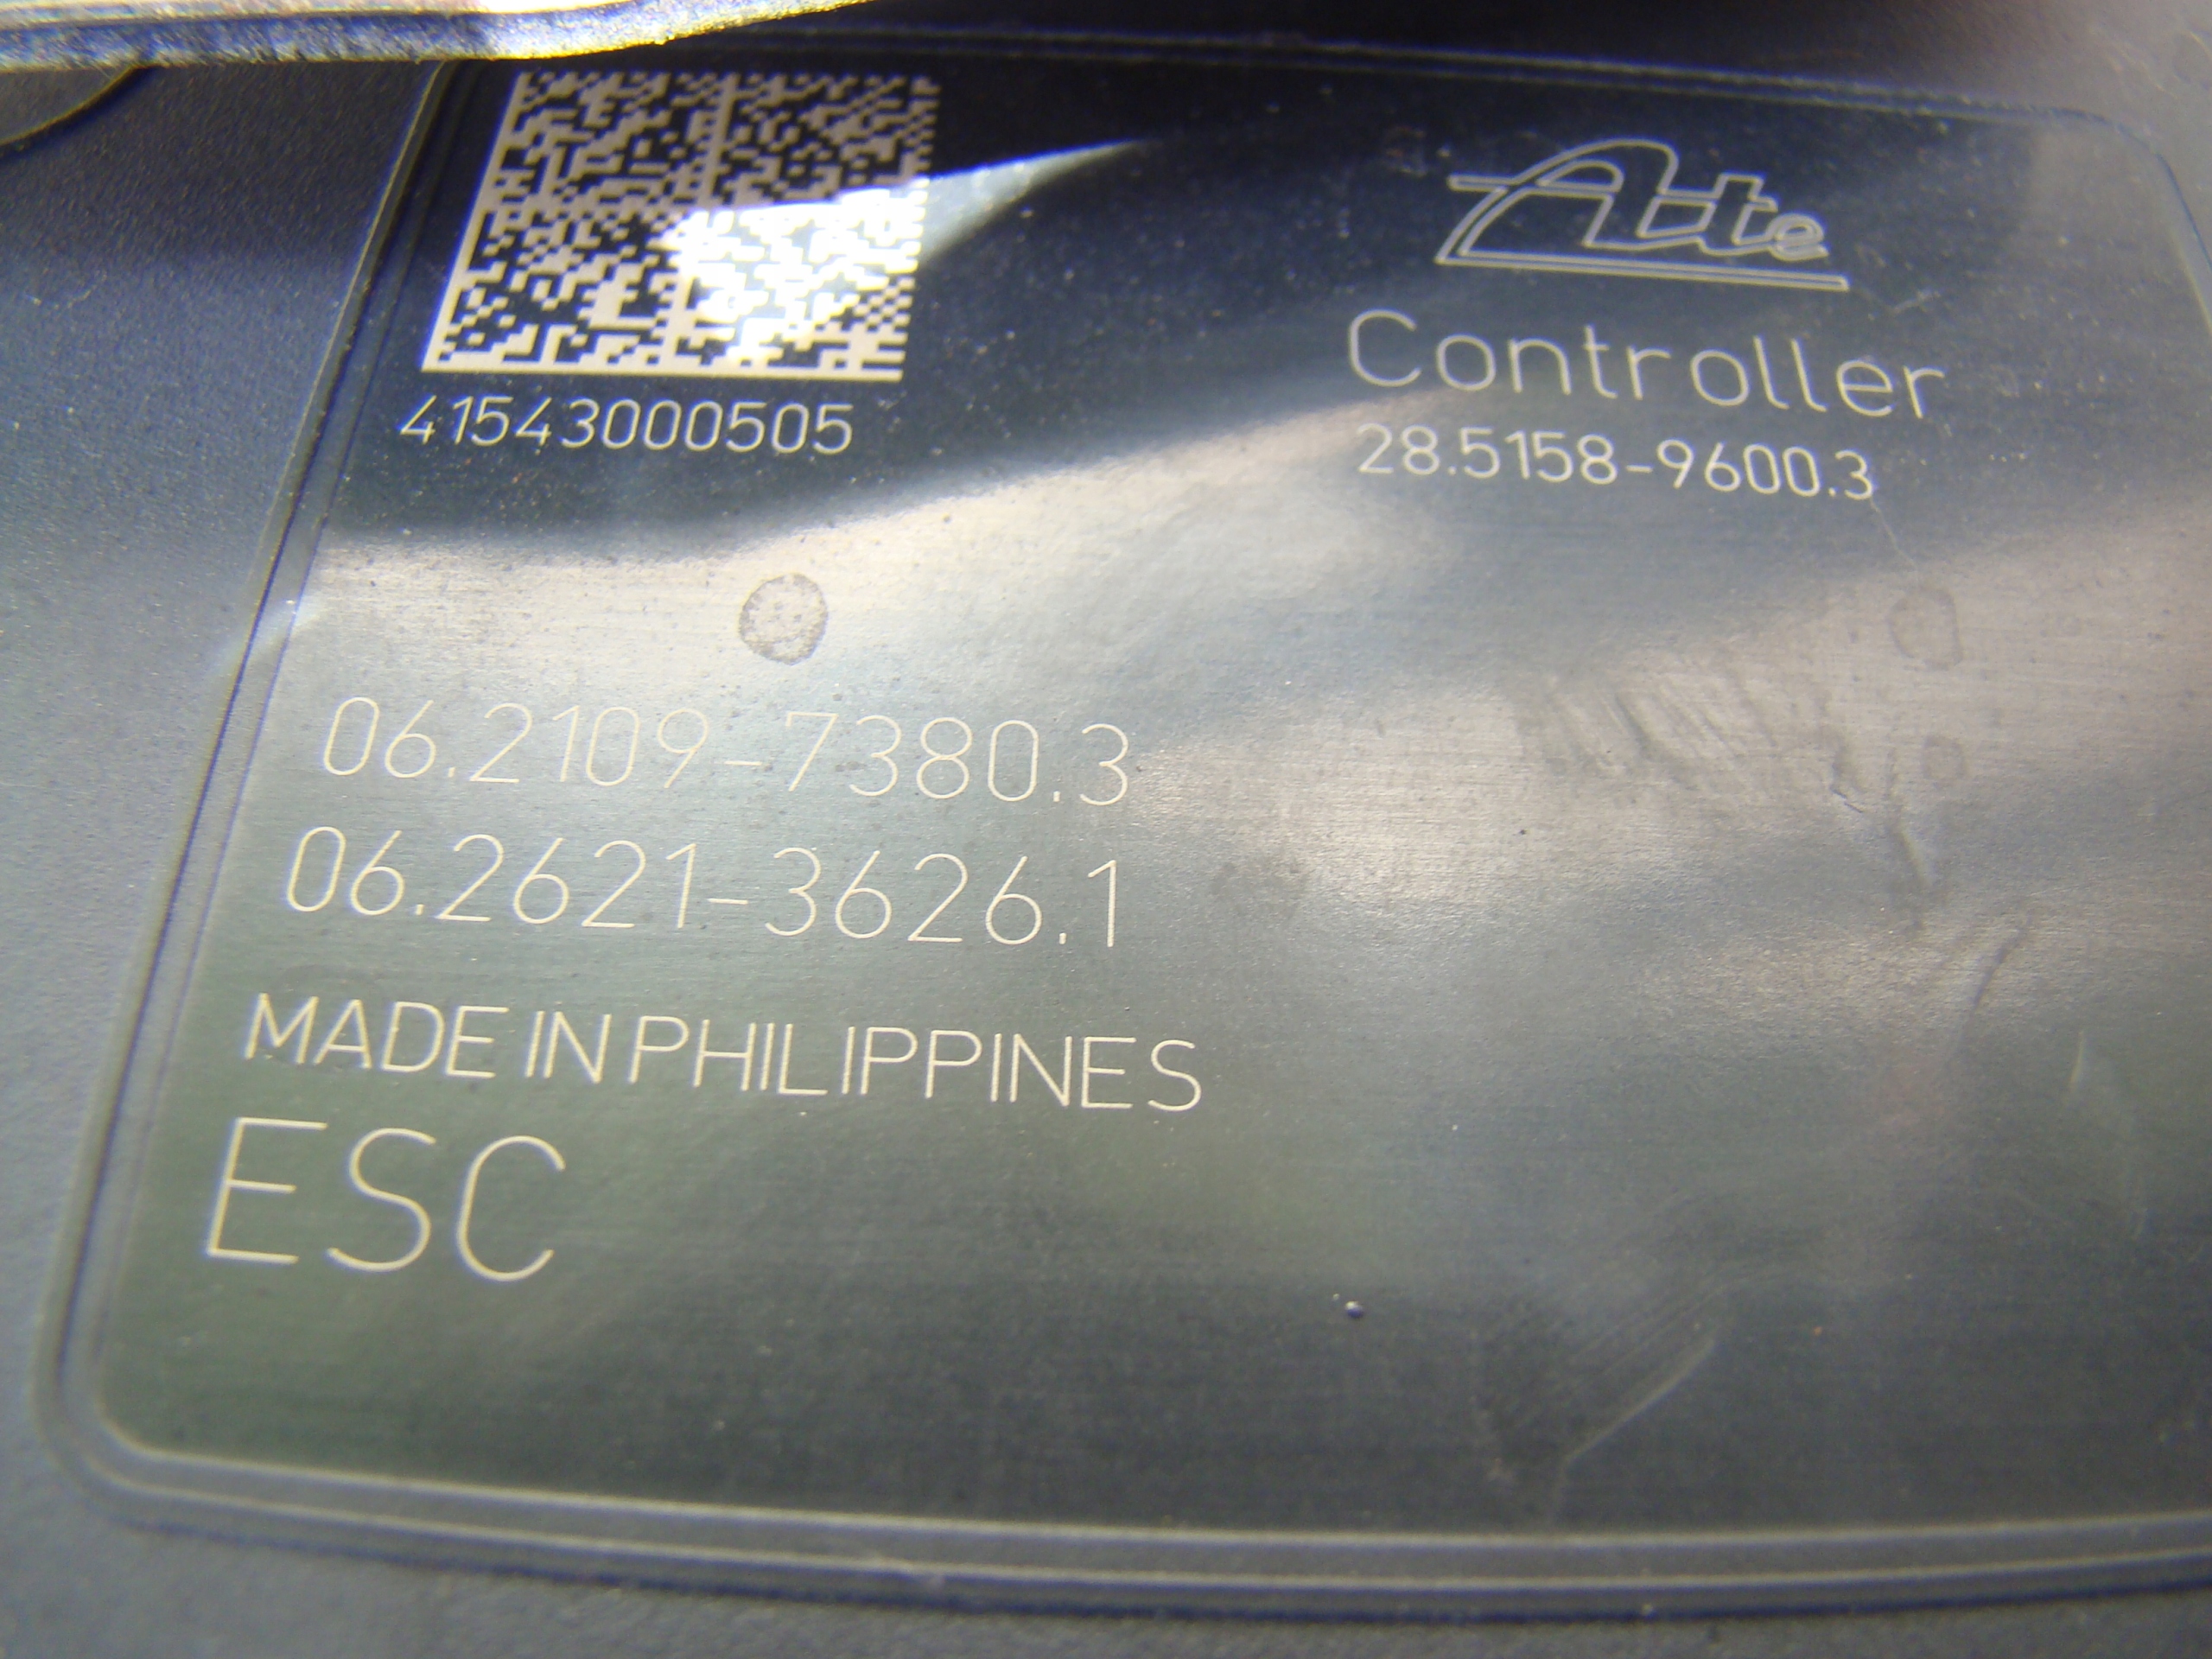 Ate
41543000505
Controller
28.5158-9600.3
06.2109-7380.3
06.2621-3626.1
MADE IN PHILIPPINES
ESC